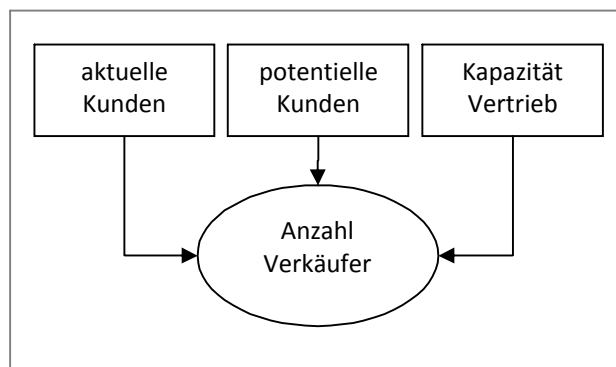 aktuelle
Kunden
potentielle
Kunden
Kapazität
Vertrieb
Anzahl
Verkäufer